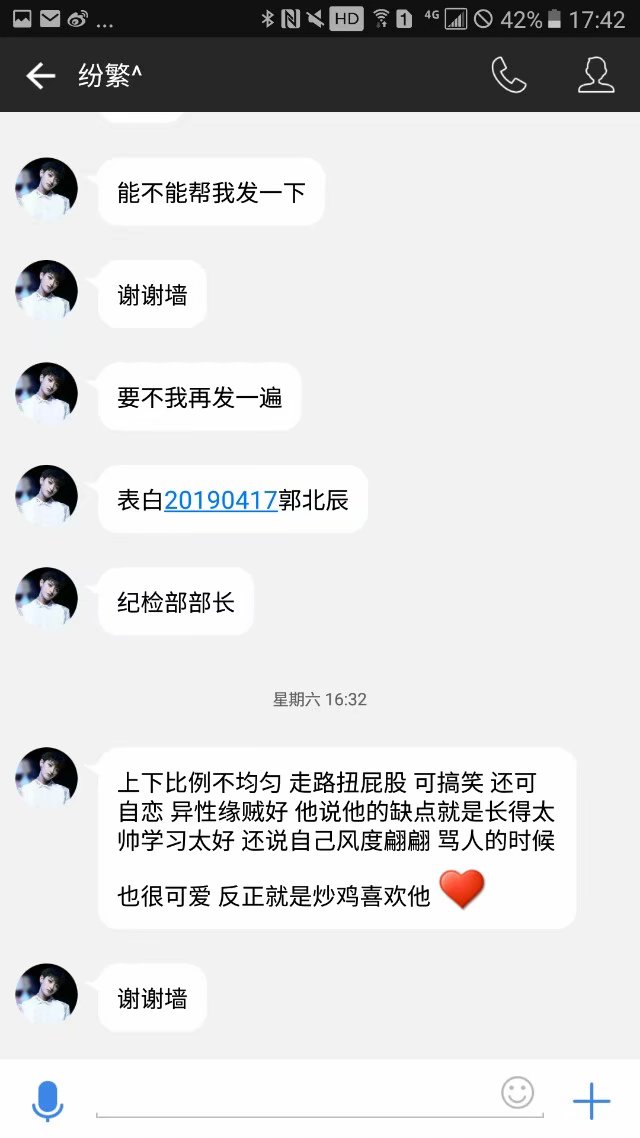 ... HD 1 4G 42% 17:42
纷繁^
能不能帮我发一下
谢谢墙
要不我再发一遍
表白20190417郭北辰
纪检部部长
星期六 16:32
上下比例不均匀 走路扭屁股 可搞笑 还可
自恋 异性缘贼好 他说他的缺点就是长得太
帅学习太好 还说自己风度翩翩 骂人的时候
也很可爱 反正就是炒鸡喜欢他
谢谢墙